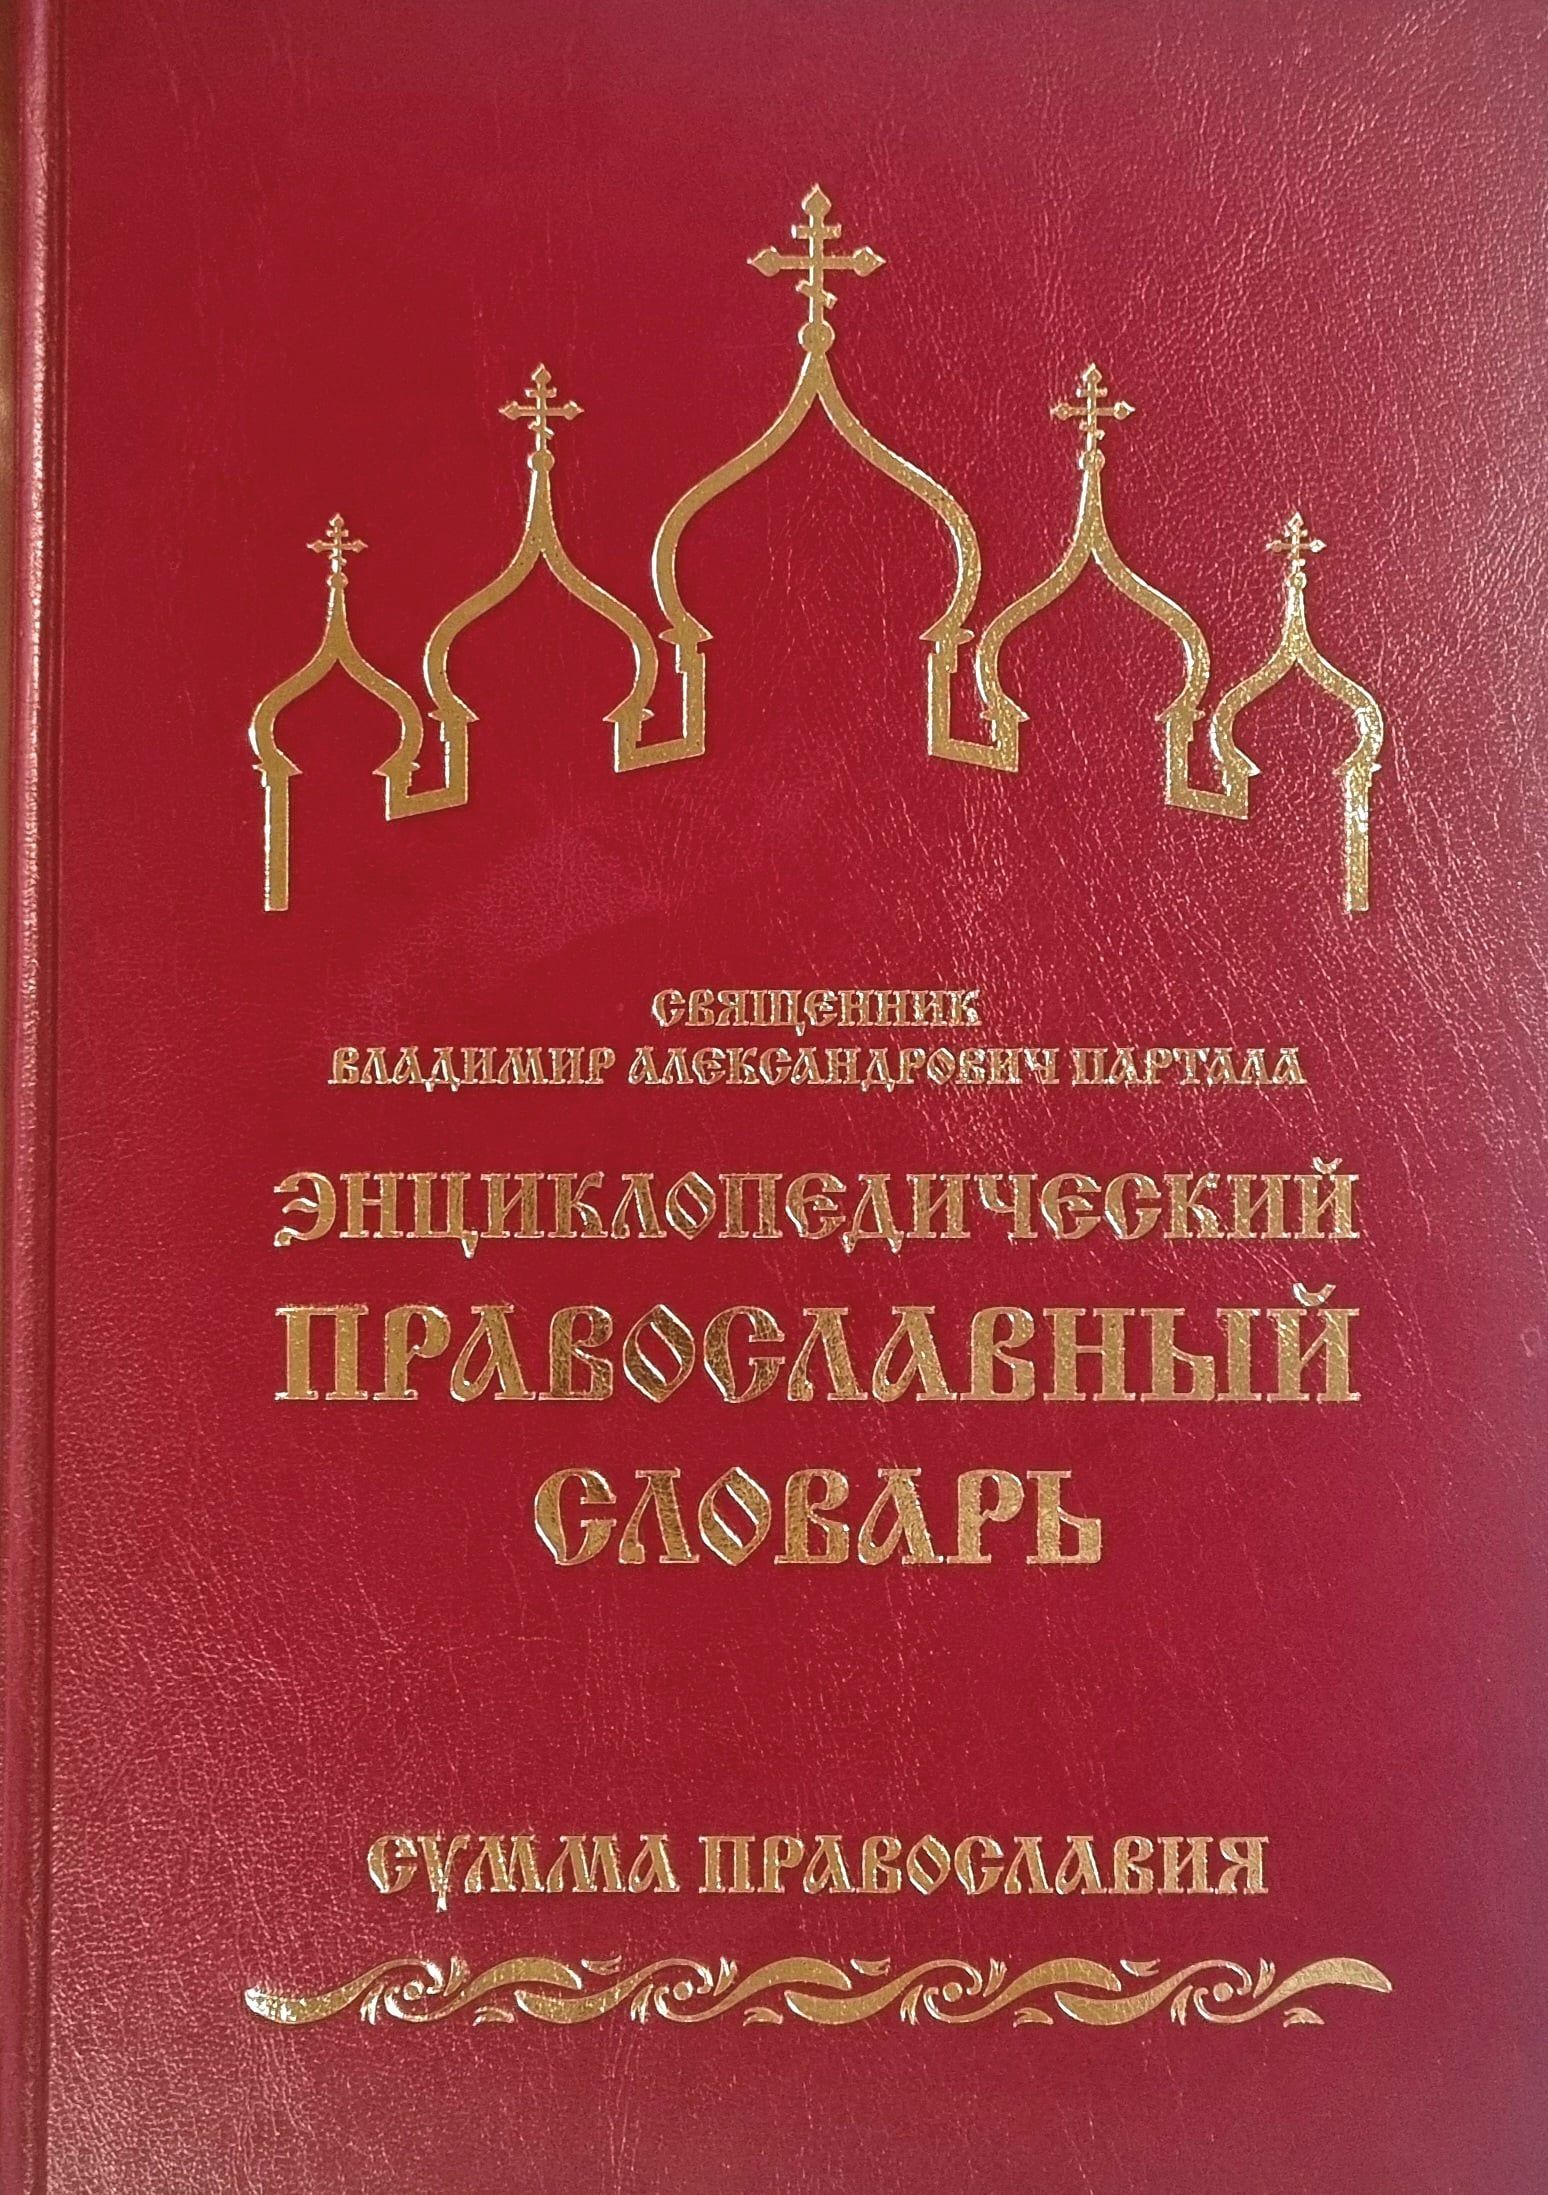 СВЯЩЕННИК
ВЛАДИМИР АЛЕКСАНДРОВИЧ ПАРТАЛА
ЭНЦИКЛОПЕДИЧЕСКИЙ
ПРАВОСЛАВНЫЙ
СЛОВАРЬ
СУММА ПРАВОСЛАВИЯ